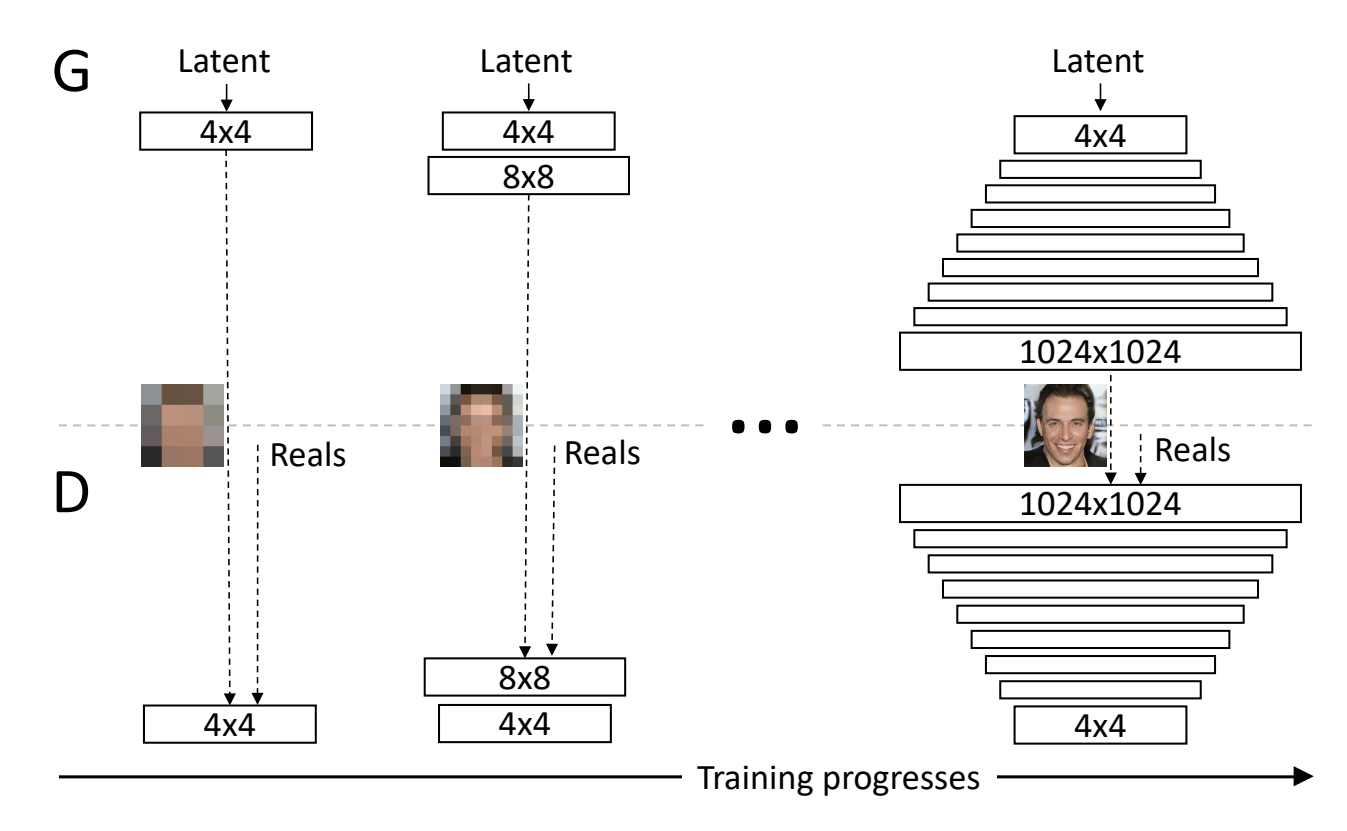 G
Latent
Latent
Latent
4x4
4x4
4x4
8x8
1024x1024
...
Reals
Reals
Reals
D
1024x1024
8x8
4x4
4x4
4x4
Training progresses